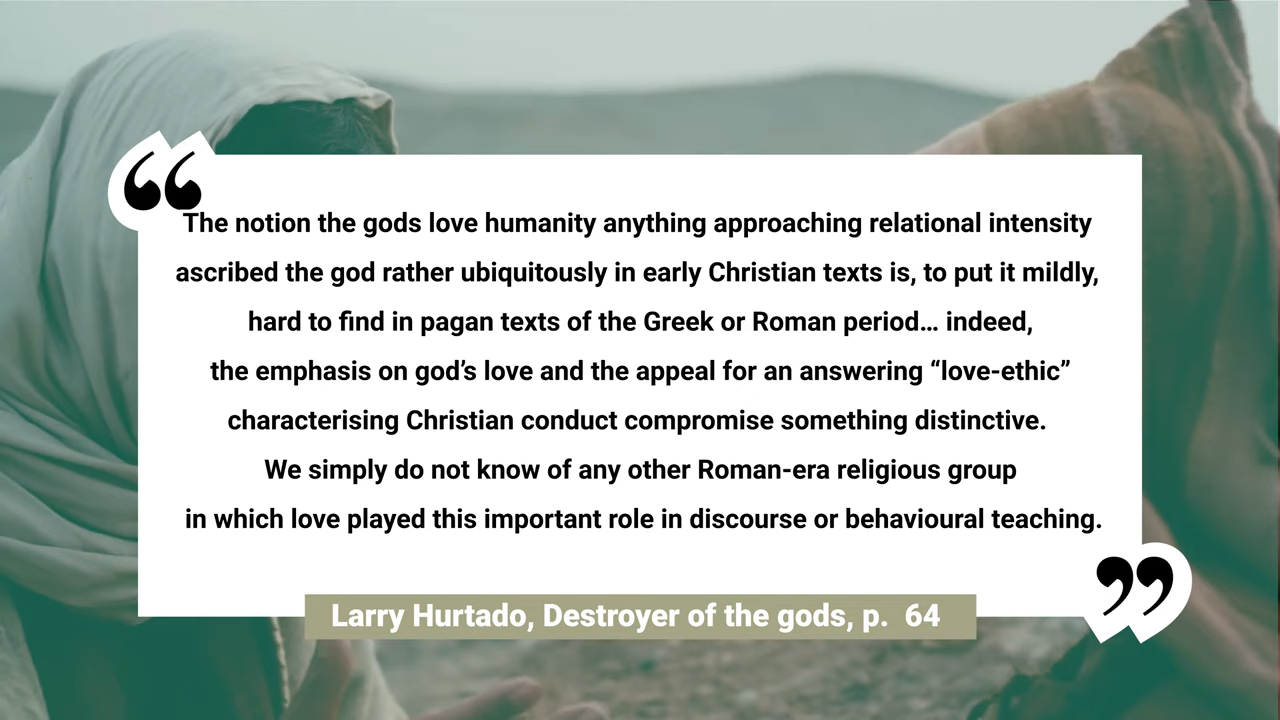 “
The notion the gods love humanity anything approaching relational intensity
ascribed the god rather ubiquitously in early Christian texts is, to put it mildly,
hard to find in pagan texts of the Greek or Roman period... indeed,
the emphasis on god’s love and the appeal for an answering “love-ethic”
characterising Christian conduct compromise something distinctive.
We simply do not know of any other Roman-era religious group
in which love played this important role in discourse or behavioural teaching.
”
Larry Hurtado, Destroyer of the gods, p. 64